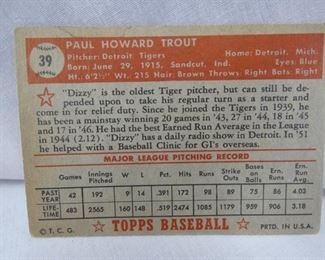 39
PAUL HOWARD TROUT
Pitcher: Detroit Tigers Home: Detroit, Mich.
Born: June 29, 1915, Sandcut, Ind. Eyes: Blue
Ht: 6'2½" Wt. 215 Hair: Brown Throws: Right Bats: Right
"Dizzy" is the oldest Tiger pitcher, but can still be depended upon to take his regular turn as a starter and
come in for relief duty. Since he joined the Tigers in 1939, he
has been a mainstay winning 20 games in '43, 27 in '44, 18 in '45
and 17 in '46. He had the best Earned Run Average in the League
in 1944 (2.12). "Dizzy" has a daily radio show in Detroit. In '51
he helped with a Baseball Clinic for GI's overseas.
MAJOR LEAGUE PITCHING RECORD
Games Innings Pitched W L Pct. Runs Strike Outs Earned Runs Bases on Balls Ern. Run Avg.
PAST YEAR 42 192 9 14 .391 172 98 89 75 86 4.03
LIFE-TIME 483 2565 160 148 .519 2474 1085 1179 959 906 3.18
© T.C.G. TOPPS BASEBALL PRTD. IN U.S.A.